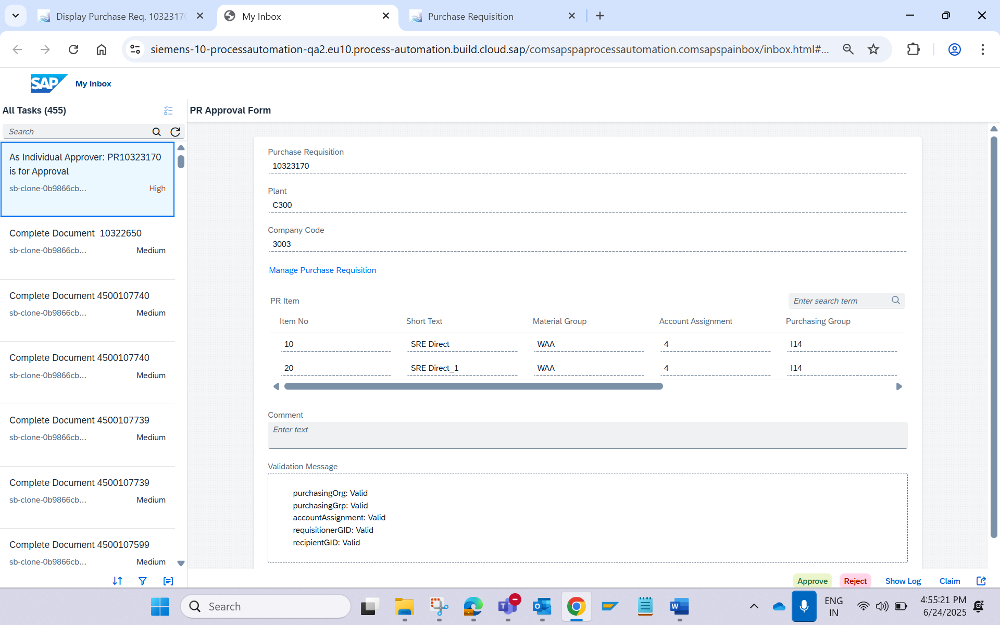 Display Purchase Req. 1032317
My Inbox
Purchase Requisition
siemens-10-processautomation-qa2.eu10.process-automation.build.cloud.sap/comsapspaprocessautomation.comsapspainbox/inbox.html#...
SAP
My Inbox
All Tasks (455)
Search
As Individual Approver: PR10323170
is for Approval
sb-clone-0b9866cb...
High
Complete Document  10322650
sb-clone-0b9866cb...
Medium
Complete Document 4500107740
sb-clone-0b9866cb...
Medium
Complete Document 4500107740
sb-clone-0b9866cb...
Medium
Complete Document 4500107739
sb-clone-0b9866cb...
Medium
Complete Document 4500107739
sb-clone-0b9866cb...
Medium
Complete Document 4500107599
sb-clone-0b9866cb...
Medium
PR Approval Form
Purchase Requisition
10323170
Plant
C300
Company Code
3003
Manage Purchase Requisition
PR Item
Enter search term
Item No Short Text Material Group Account Assignment Purchasing Group
10 SRE Direct WAA 4 I14
20 SRE Direct_1 WAA 4 I14
Comment
Enter text
Validation Message
purchasingOrg: Valid
purchasingGrp: Valid
accountAssignment: Valid
requisitionerGID: Valid
recipientGID: Valid
Approve Reject Show Log Claim
Search
ENG
IN
4:55:21 PM
6/24/2025